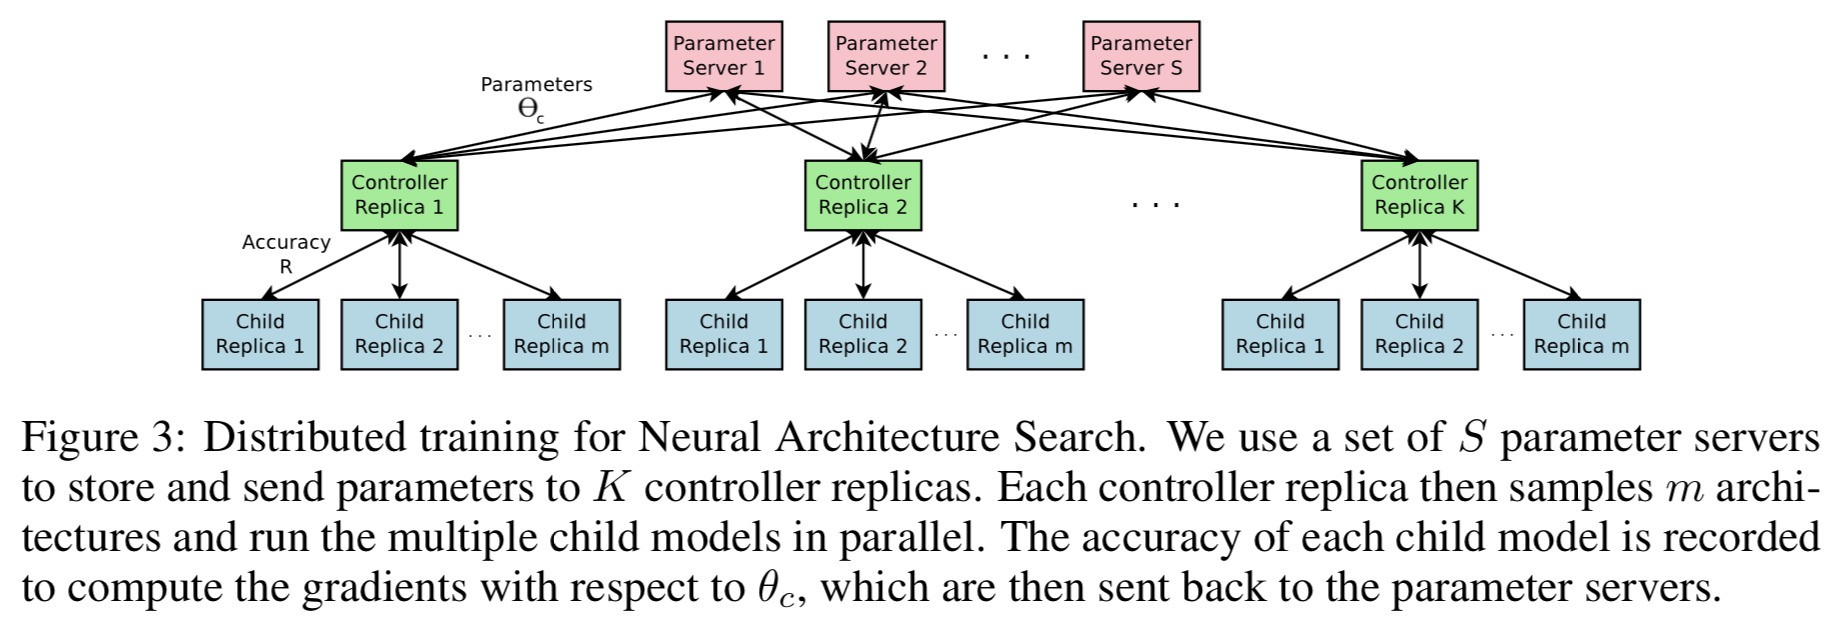 Parameter
Server 1
Parameter
Server 2
. . .
Parameter
Server S
Parameters
Θc
Controller
Replica 1
Controller
Replica 2
. . .
Controller
Replica K
Accuracy
R
Child
Replica 1
Child
Replica 2
. . .
Child
Replica m
Child
Replica 1
Child
Replica 2
. . .
Child
Replica m
Child
Replica 1
Child
Replica 2
. . .
Child
Replica m
Figure 3: Distributed training for Neural Architecture Search. We use a set of S parameter servers
to store and send parameters to K controller replicas. Each controller replica then samples m archi-
tectures and run the multiple child models in parallel. The accuracy of each child model is recorded
to compute the gradients with respect to θc, which are then sent back to the parameter servers.